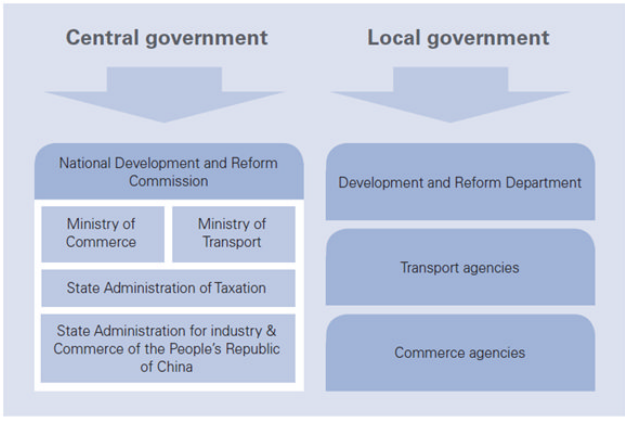 Central government
Local government
National Development and Reform
Commission
Ministry of
Commerce
Ministry of
Transport
State Administration of Taxation
State Administration for industry &
Commerce of the People's Republic
of China
Development and Reform Department
Transport agencies
Commerce agencies